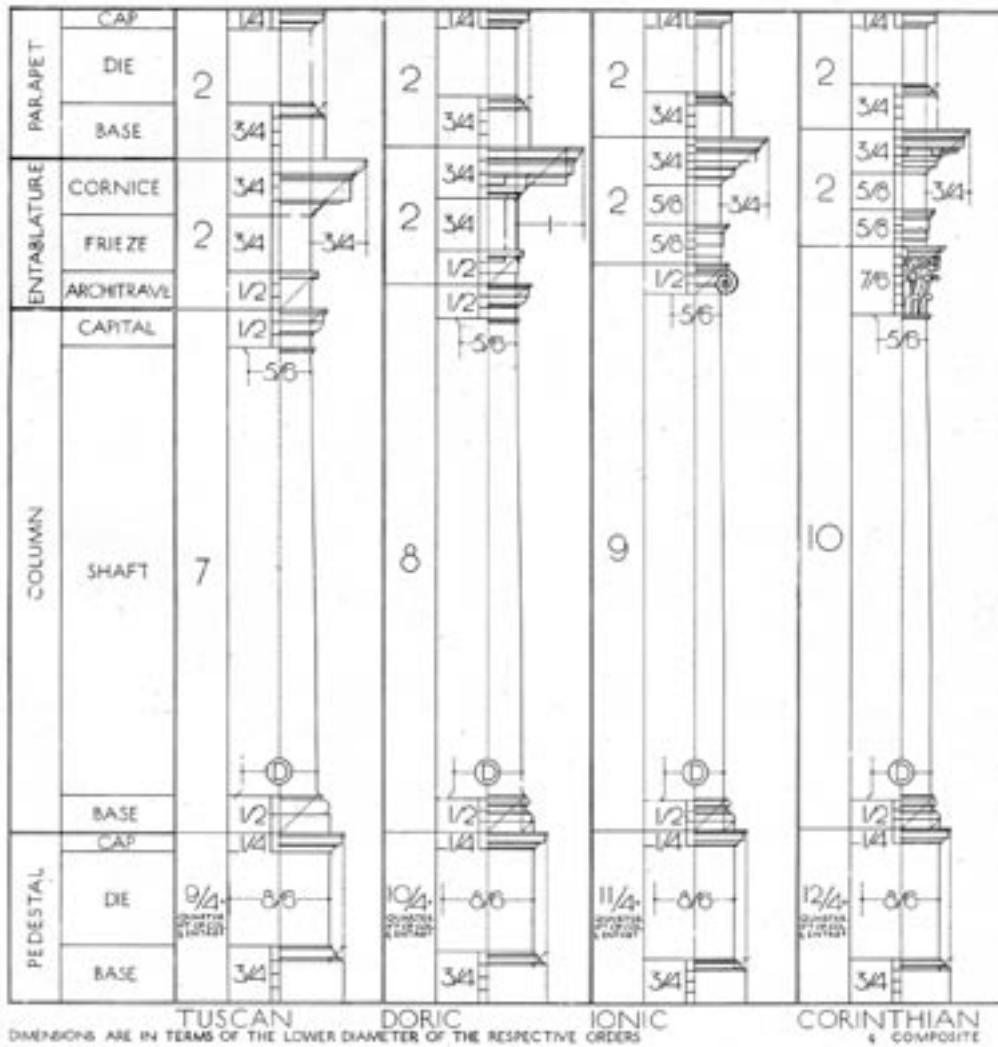 PARAPET
CAP
DIE
BASE
ENTABLATURE
CORNICE
FRIEZE
ARCHITRAVE
COLUMN
CAPITAL
SHAFT
BASE
PEDESTAL
CAP
DIE
BASE
2
1/4
3/4
2
3/4
3/4
3/4
1/2
7
1/2
5/6
D
1/2
9/4
1/4
8/6
3/4
2
1/4
3/4
2
3/4
3/4
1
1/2
8
1/2
5/6
D
1/2
10/4
1/4
8/6
3/4
2
1/4
3/4
2
3/4
5/8
3/4
5/8
9
1/2
5/6
D
1/2
11/4
1/4
8/6
3/4
2
1/4
3/4
2
3/4
5/8
3/4
5/8
10
7/6
5/6
D
1/2
12/4
1/4
8/6
3/4
TUSCAN
DORIC
IONIC
CORINTHIAN
& COMPOSITE
DIMENSIONS ARE IN TERMS OF THE LOWER DIAMETER OF THE RESPECTIVE ORDERS